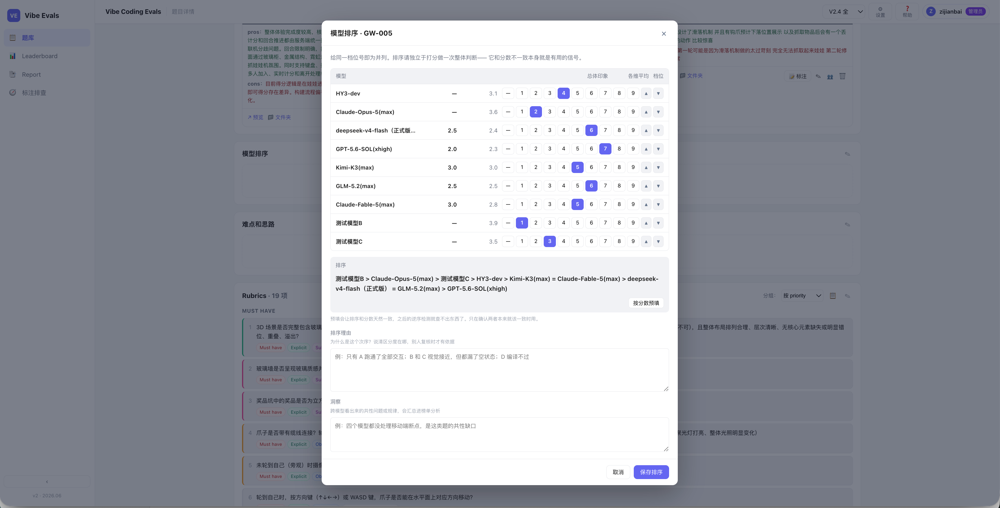 VE Vibe Evals
题库
Leaderboard
Report
标注排查
‹
v2 · 2026.06
Vibe Coding Evals 题目详情
V2.4 全
设置
帮助
Z zijianbai 管理员
pros：整体体验完成度较高，核
计分和回合推进都由服务端统一
联机分歧问题。回合限制明确，
面通过玻璃柜、金属结构、霓虹
抓娃娃机氛围。同时支持键盘、
多人加入、实时计分和离开处理
cons：目前得分逻辑是在娃娃进
即可得分存在差异。构建流程偏
化。
↗ 预览 文件夹
设计了滑落机制 并且有钩爪预计下落位置展示 以及抓取物品后会有一个丢
的动作 比较惊喜
第一轮可能是因为滑落机制做的太过苛刻 完全无法抓取起来娃娃 第二轮修
文件夹
标注
模型排序
难点和思路
Rubrics · 19 项
分组： 按 priority
MUST HAVE
1 3D 场景是否完整包含玻璃
位、重叠、溢出？
不可)，且整体布局排列合理、层次清晰、无核心元素缺失或明显错
Must have Explicit Su
2 玻璃墙是否呈现玻璃质感并
Must have Explicit Su
3 奖品坑中的奖品是否为立方
Must have Explicit Su
4 爪子是否带有缆线连接？轮
聚光灯打亮、整体光照明显变化）
Must have Explicit Ob
5 未轮到自己（旁观）时摄像
Must have Explicit Ob
6 轮到自己时，按方向键（↑↓←→）或 WASD 键，爪子是否能在水平面上对应方向移动？
模型排序 · GW-005
×
给同一档位号即为并列。排序请独立于打分做一次整体判断—— 它和分数不一致本身就是有用的信号。
模型 总体印象 各维平均 档位
HY3-dev — 3.1 — 1 2 3 4 5 6 7 8 9 ▲ ▼
Claude-Opus-5(max) — 3.6 — 1 2 3 4 5 6 7 8 9 ▲ ▼
deepseek-v4-flash（正式版... 2.5 2.4 — 1 2 3 4 5 6 7 8 9 ▲ ▼
GPT-5.6-SOL(xhigh) 2.0 2.3 — 1 2 3 4 5 6 7 8 9 ▲ ▼
Kimi-K3(max) 3.0 3.0 — 1 2 3 4 5 6 7 8 9 ▲ ▼
GLM-5.2(max) 2.5 2.5 — 1 2 3 4 5 6 7 8 9 ▲ ▼
Claude-Fable-5(max) 3.0 2.8 — 1 2 3 4 5 6 7 8 9 ▲ ▼
测试模型B — 3.9 — 1 2 3 4 5 6 7 8 9 ▲ ▼
测试模型C — 3.5 — 1 2 3 4 5 6 7 8 9 ▲ ▼
排序
测试模型B > Claude-Opus-5(max) > 测试模型C > HY3-dev > Kimi-K3(max) = Claude-Fable-5(max) > deepseek-
v4-flash（正式版） = GLM-5.2(max) > GPT-5.6-SOL(xhigh)
按分数预填
预填会让排序和分数天然一致，之后的逆序检测就查不出东西了。只在确认两者本来就该一致时用。
排序理由
为什么是这个次序？说清区分度在哪，别人复核时才有依据
例：只有 A 跑通了全部交互；B 和 C 视觉接近，但都漏了空状态；D 编译不过
洞察
跨模型看出来的共性问题或规律，会汇总进榜单分析
例：四个模型都没处理移动端断点，是这类题的共性缺口
取消
保存排序